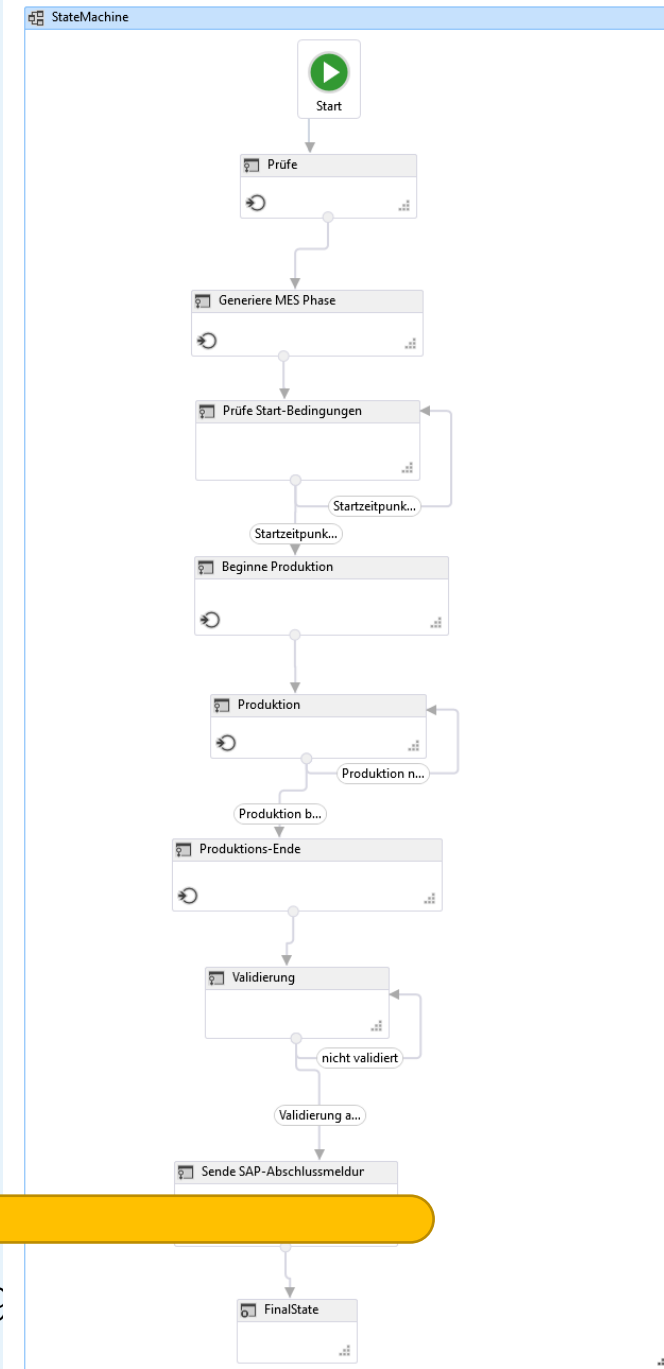 StateMachine
Start
Prüfe
Generiere MES Phase
Prüfe Start-Bedingungen
Startzeitpunk...
Startzeitpunk...
Beginne Produktion
Produktion
Produktion n...
Produktion b...
Produktions-Ende
Validierung
nicht validiert
Validierung a...
Sende SAP-Abschlussmeldur
FinalState